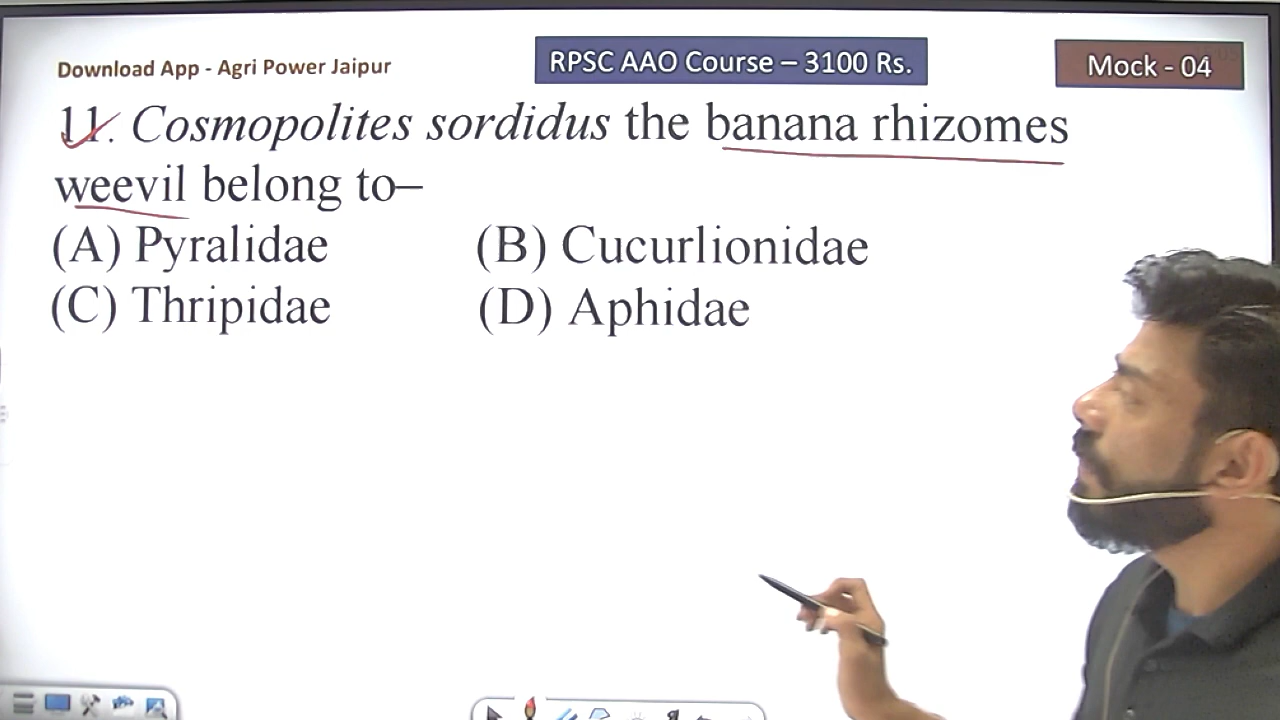 Download App - Agri Power Jaipur
RPSC AAO Course – 3100 Rs.
Mock - 04
11. Cosmopolites sordidus the banana rhizomes
weevil belong to–
(A) Pyralidae (B) Cucurlionidae
(C) Thripidae (D) Aphidae